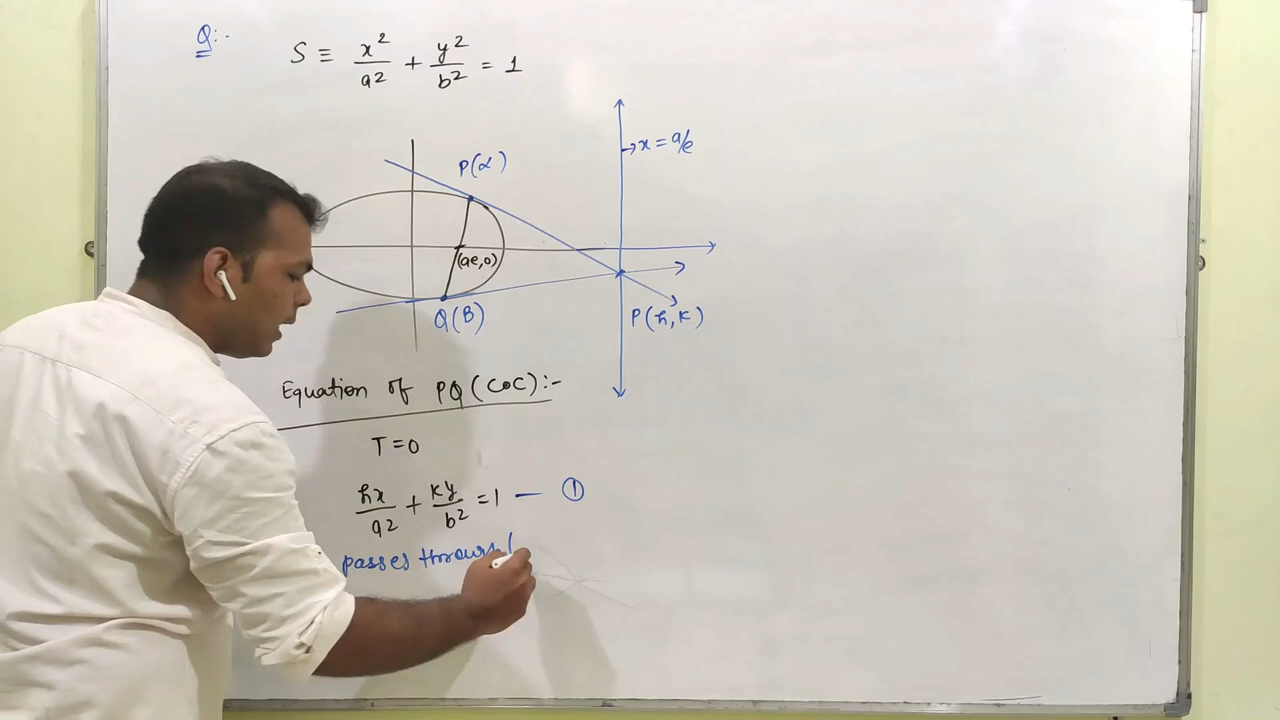 Q:-
S ≡ x²/a² + y²/b² = 1
→ x = a/e
P(α)
(ae,0)
Q(B)
P(h,k)
Equation of PQ(COC):-
T=0
hx/a² + ky/b² = 1 — ①
passes through (